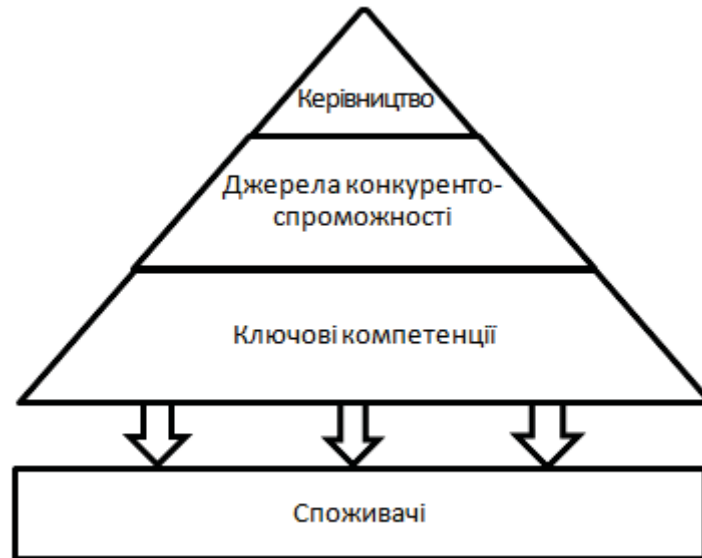 Керівництво
Джерела конкуренто-
спроможності
Ключові компетенції
Споживачі